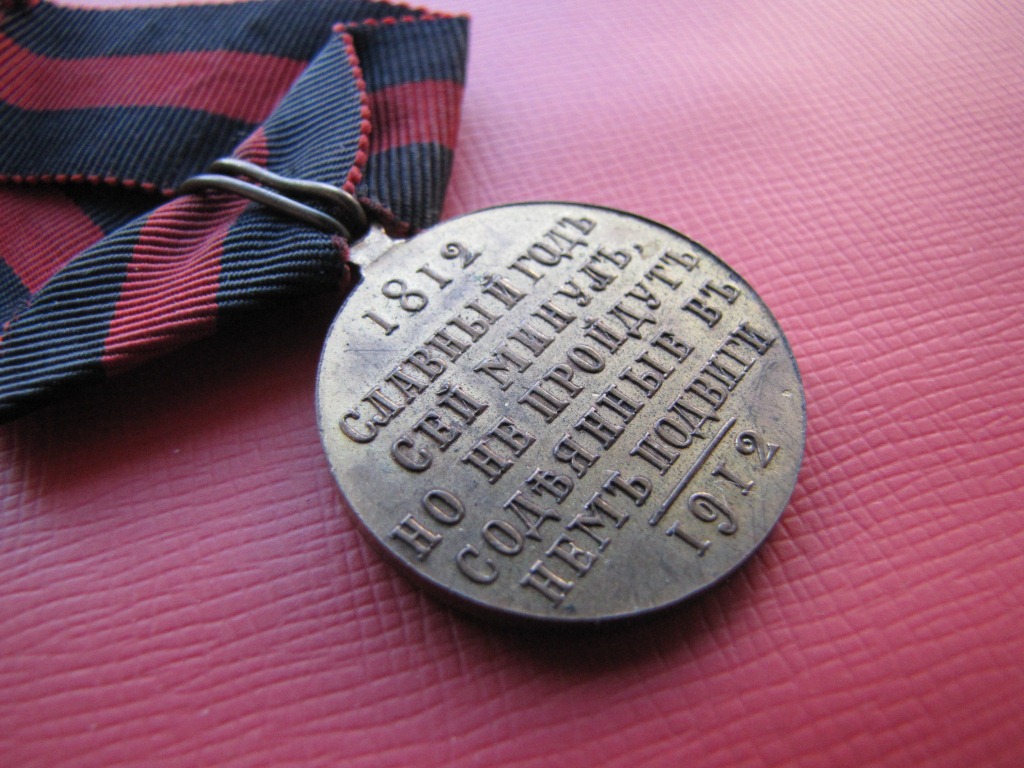 1812
СЛАВНЫЙ ГОДЪ
СЕЙ МИНУЛЪ,
НО НЕ ПРОЙДУТЪ
СОДѢЯННЫЕ ВЪ
НЕМЪ ПОДВИГИ
1912